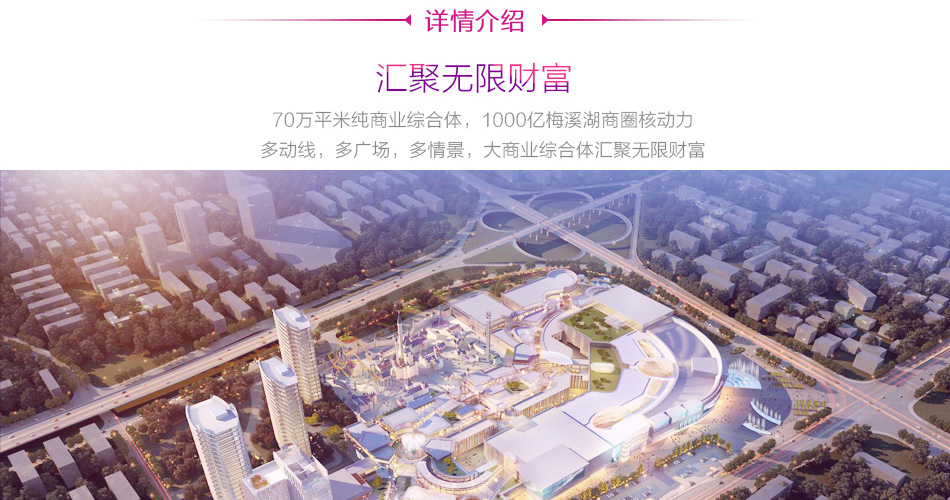 详情介绍
汇聚无限财富
70万平米纯商业综合体，1000亿梅溪湖商圈核动力
多动线，多广场，多情景，大商业综合体汇聚无限财富